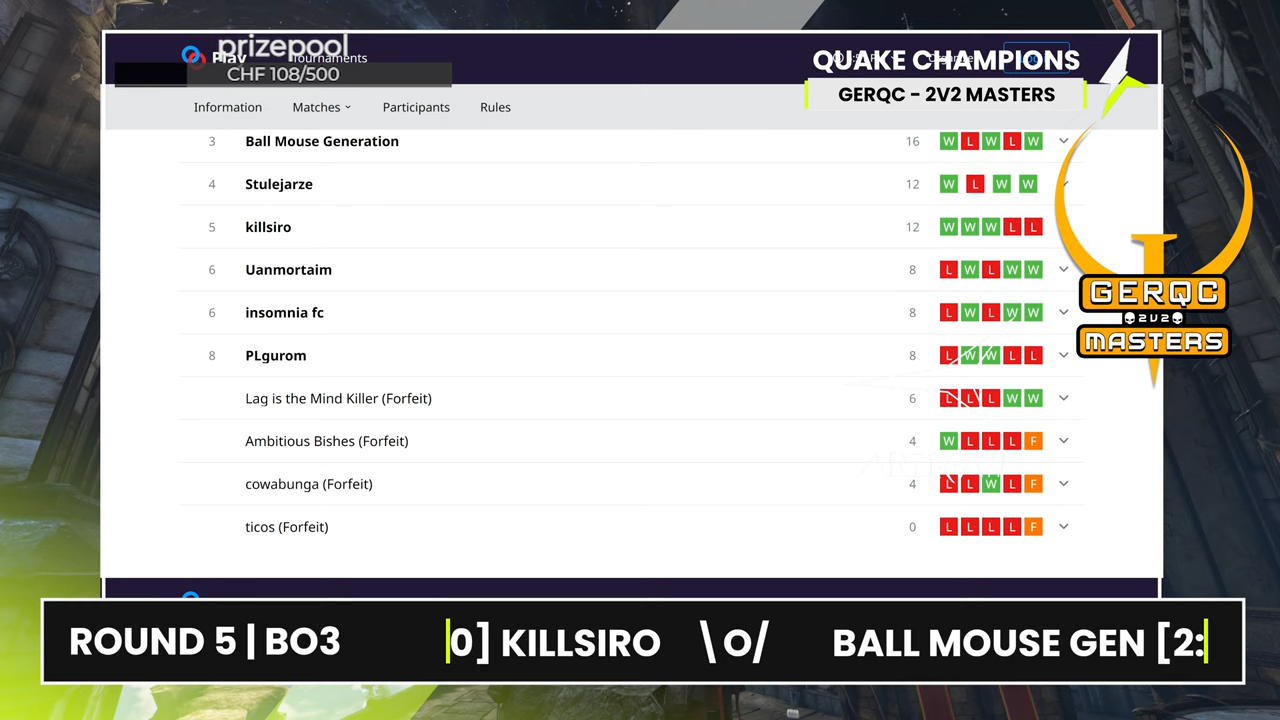 prizepool
CHF 108/500
Play
Tournaments
QUAKE CHAMPIONS
GERQC - 2V2 MASTERS
Information
Matches
Participants
Rules
3 Ball Mouse Generation 16 W L W L W
4 Stulejarze 12 W L W W
5 killsiro 12 W W W L L
6 Uanmortaim 8 L W L W W
6 insomnia fc 8 L W L W W
8 PLgurom 8 L W W L L
Lag is the Mind Killer (Forfeit) 6 L L L W W
Ambitious Bishes (Forfeit) 4 W L L L F
cowabunga (Forfeit) 4 L L W L F
ticos (Forfeit) 0 L L L L F
GERQC
2V2
MASTERS
ROUND 5 | BO3
0] KILLSIRO \O/ BALL MOUSE GEN [2: